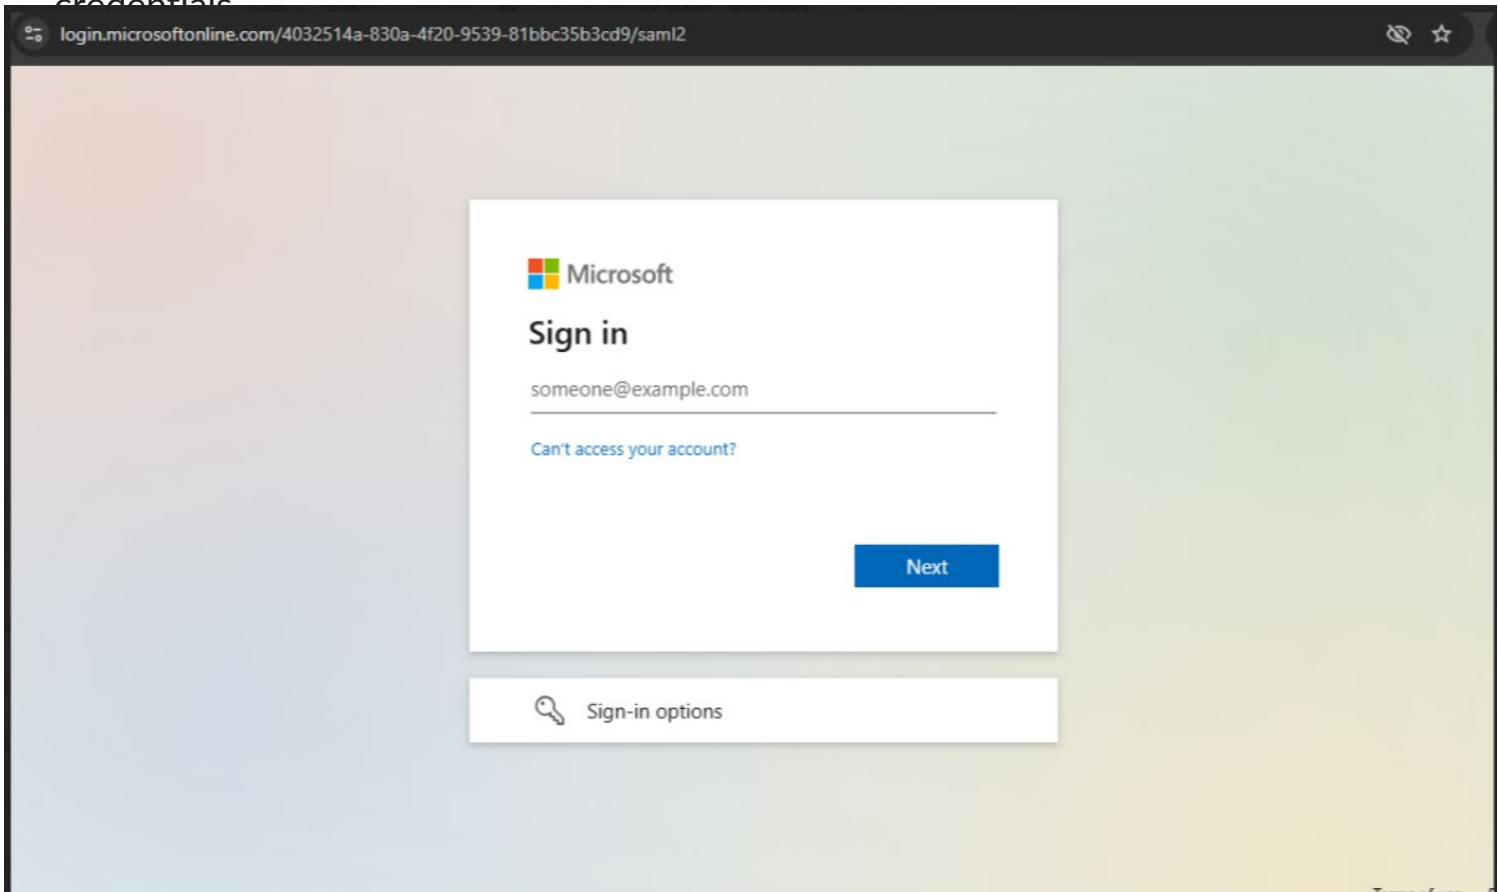 credentials
login.microsoftonline.com/4032514a-830a-4f20-9539-81bbc35b3cd9/saml2
Microsoft
Sign in
someone@example.com
Can't access your account?
Next
Sign-in options